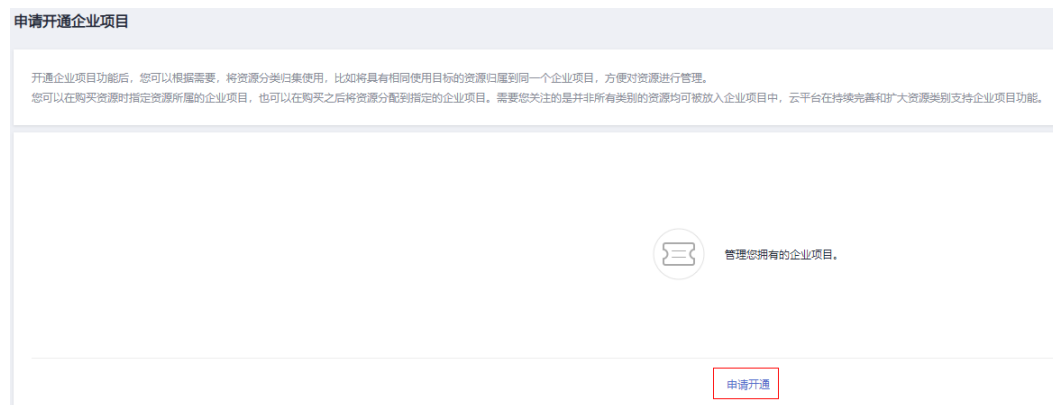 申请开通企业项目
开通企业项目功能后，您可以根据需要，将资源分类归集使用，比如将具有相同使用目标的资源归属到同一个企业项目，方便对资源进行管理。
您可以在购买资源时指定资源所属的企业项目，也可以在购买之后将资源分配到指定的企业项目。需要您关注的是并非所有类别的资源均可被放入企业项目中，云平台在持续完善和扩大资源类别支持企业项目功能。
管理您拥有的企业项目。
申请开通